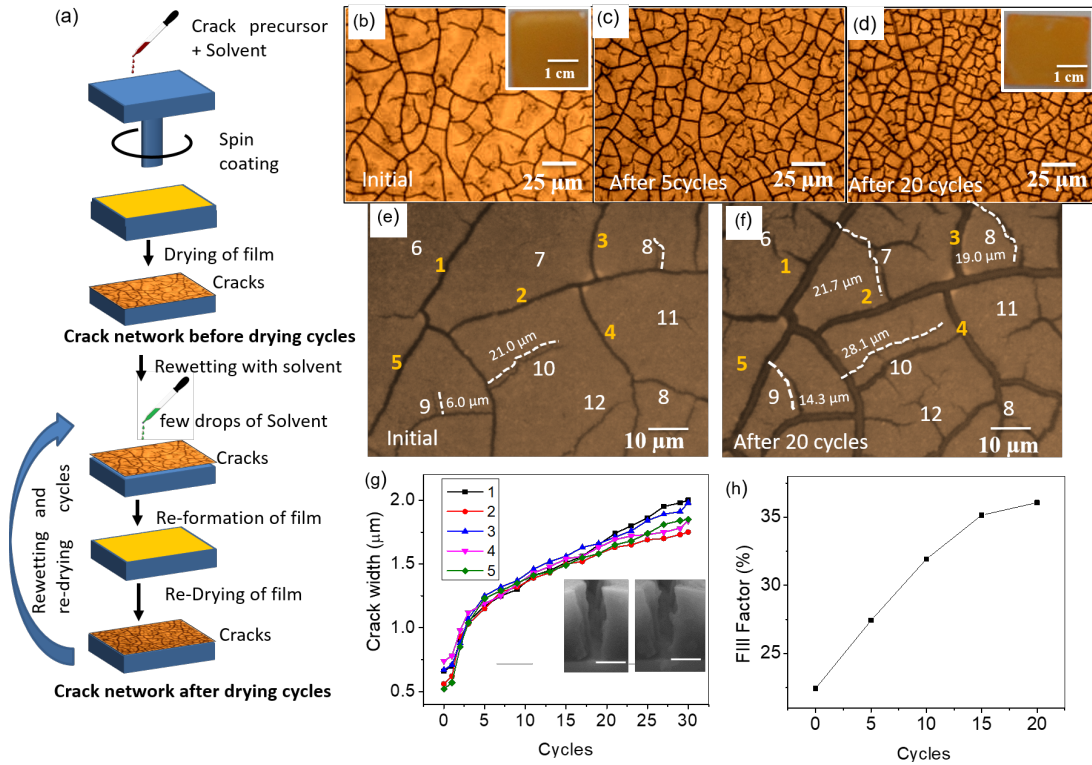 (a)
Crack precursor
+ Solvent
Spin
coating
Drying of film
Cracks
Crack network before drying cycles
Rewetting with solvent
few drops of Solvent
Cracks
Re-formation of film
Rewetting and
re-drying cycles
Re-Drying of film
Cracks
Crack network after drying cycles
(b)
1 cm
Initial
25 µm
(c)
After 5cycles
25 µm
(d)
1 cm
After 20 cycles
25 µm
(e)
6
1
7
3
8
2
5
4
11
21.0 µm
10
9
6.0 µm
12
8
Initial
10 µm
(f)
6
1
7
3
8
19.0 µm
21.7 µm
2
11
5
4
28.1 µm
10
9
14.3 µm
12
8
After 20 cycles
10 µm
(g)
1
2
3
4
5
2.0
1.5
1.0
0.5
Crack width (µm)
0 5 10 15 20 25 30
Cycles
(h)
35
30
25
Fill Factor (%)
0 5 10 15 20
Cycles